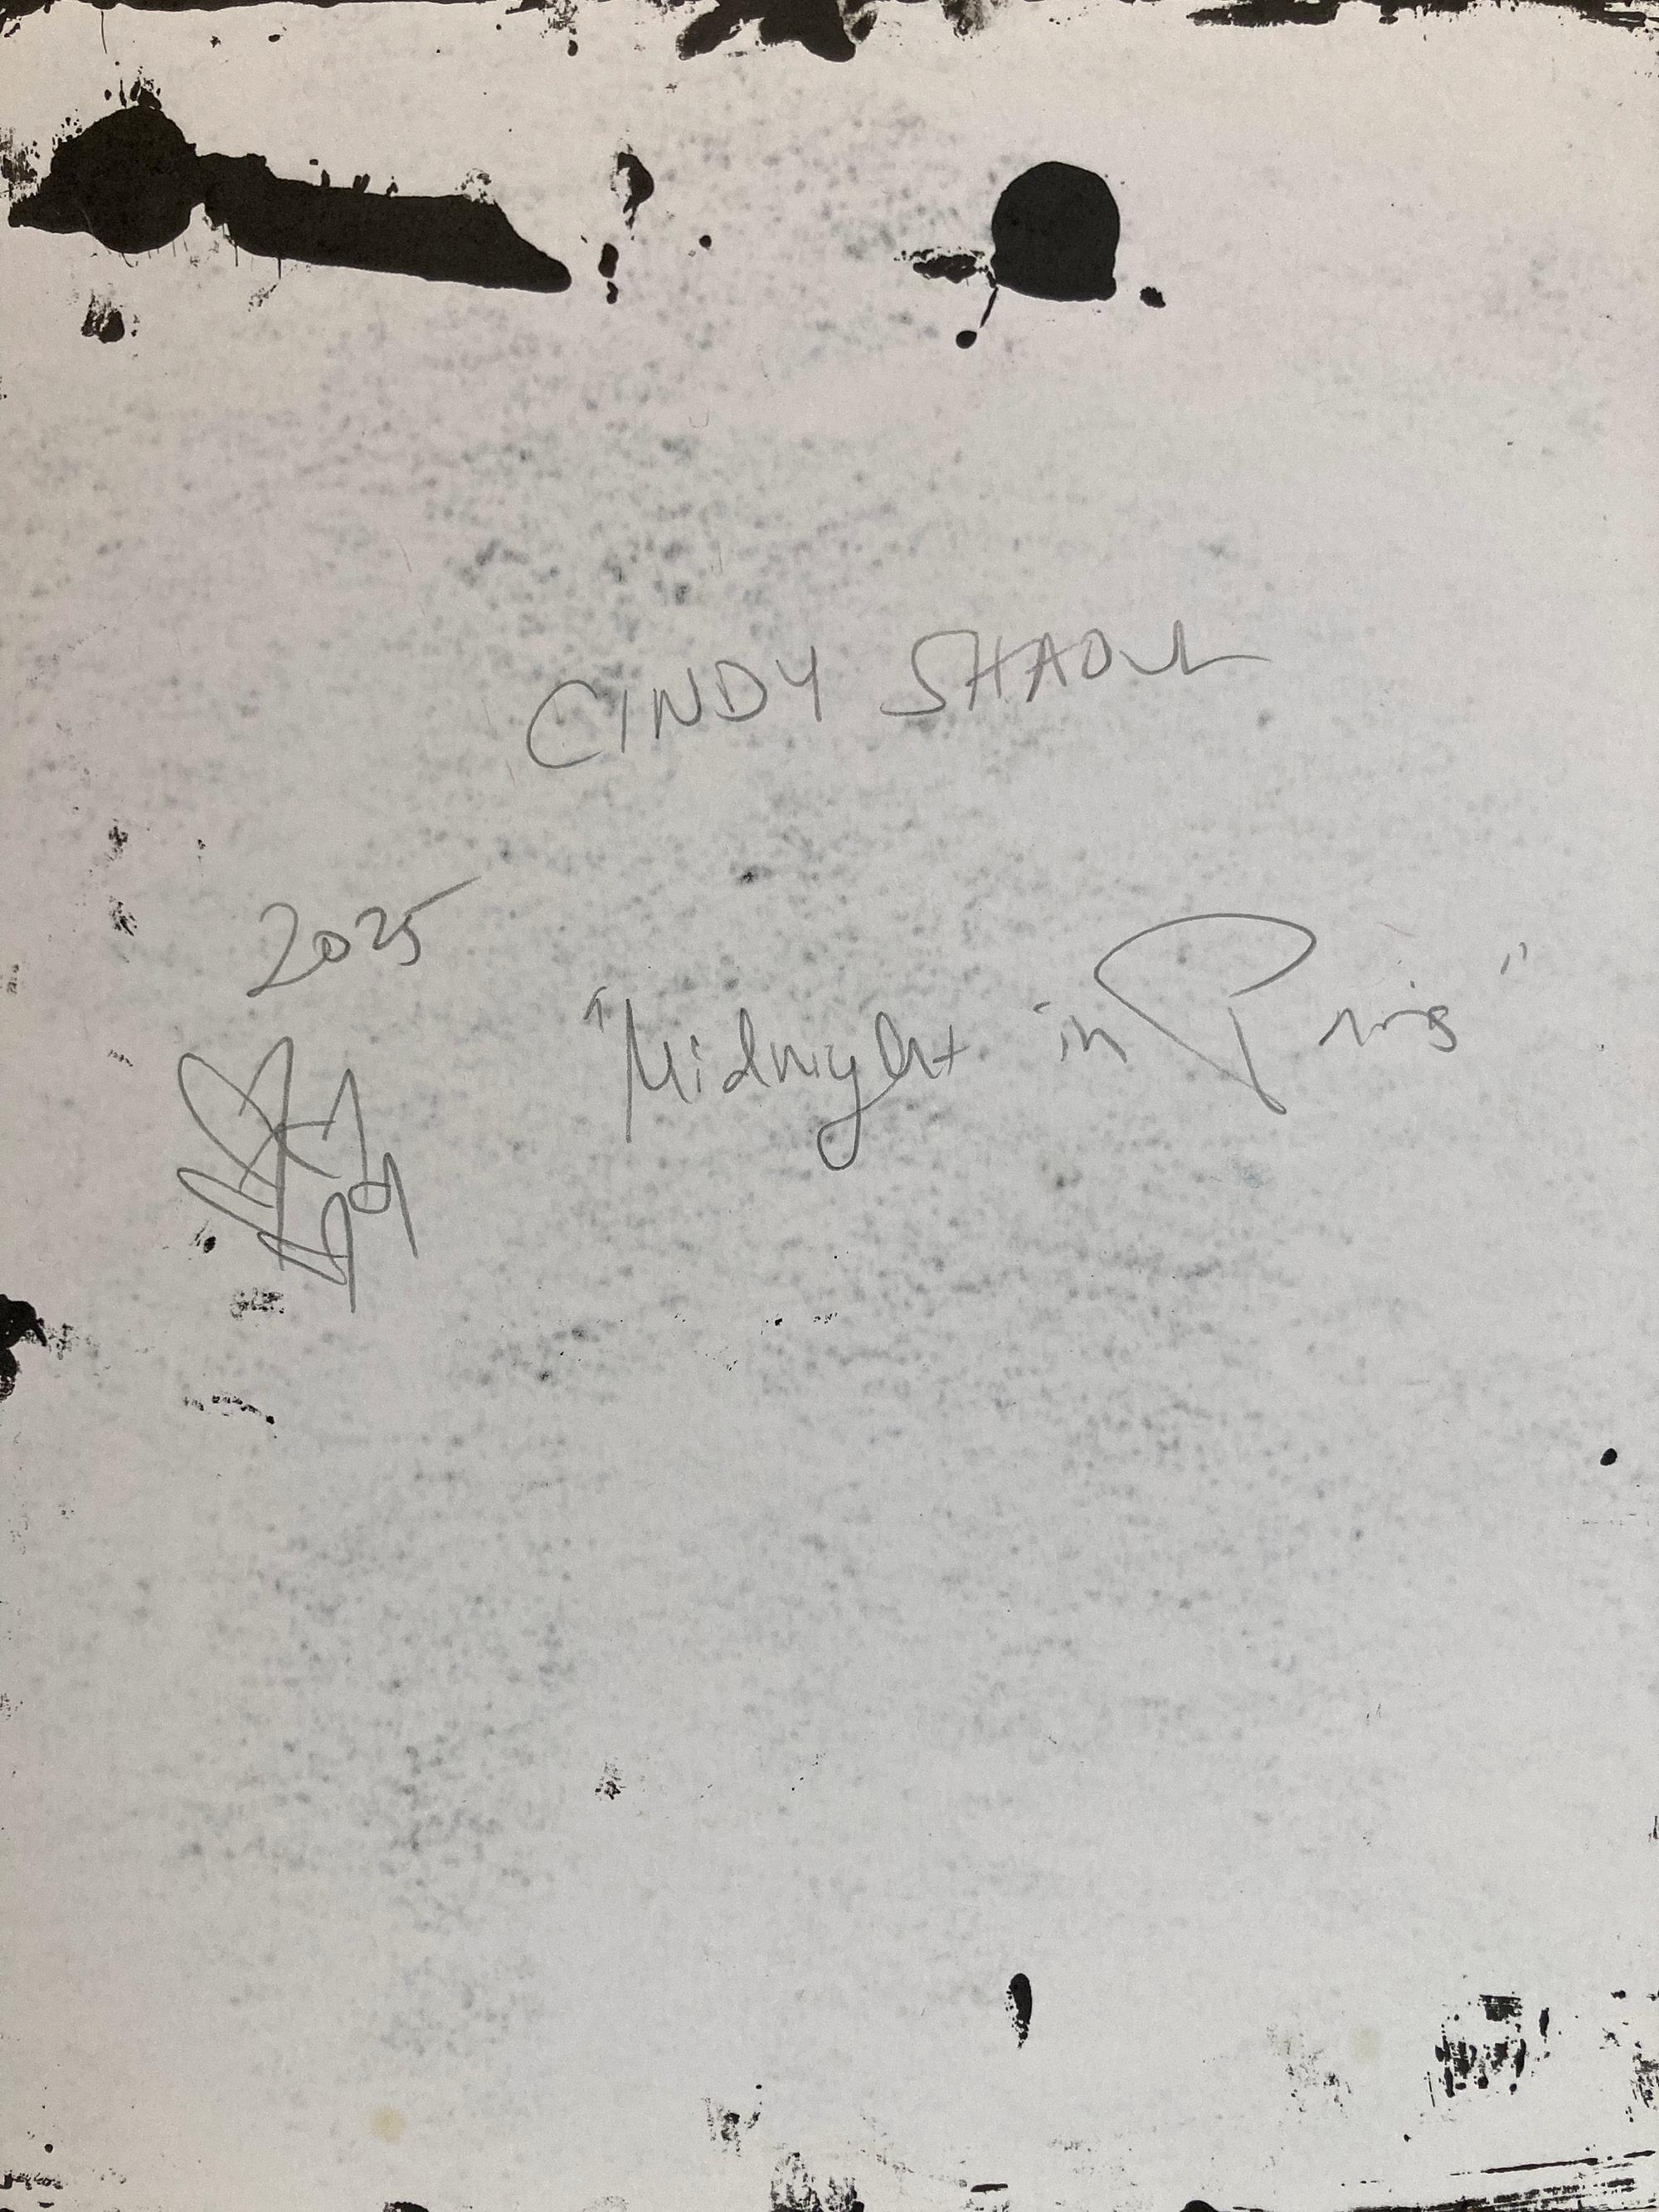 CINDY SHAOUL
2025
"Midnight in Paris"